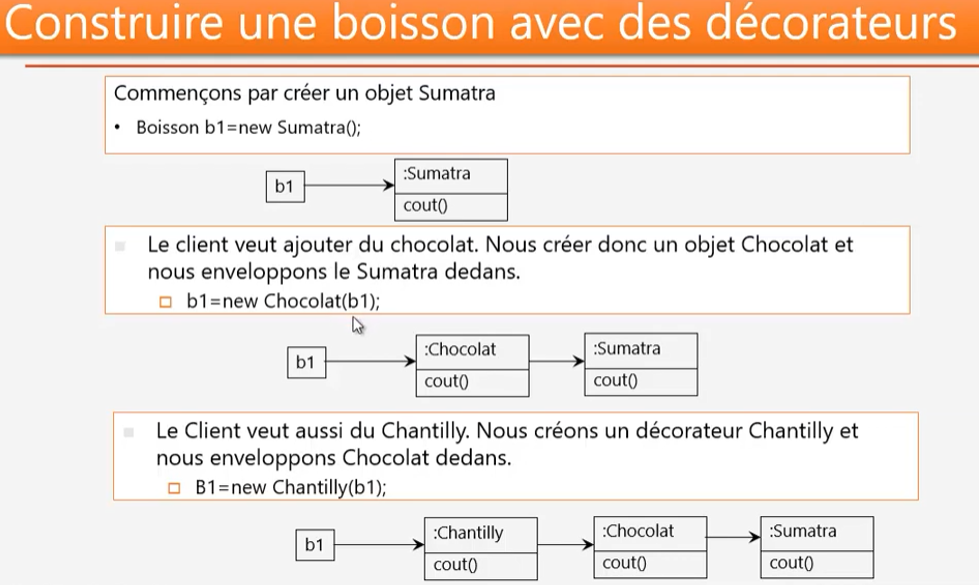 Construire une boisson avec des décorateurs
Commençons par créer un objet Sumatra
• Boisson b1=new Sumatra();
b1
:Sumatra
cout()
Le client veut ajouter du chocolat. Nous créer donc un objet Chocolat et
nous enveloppons le Sumatra dedans.
b1=new Chocolat(b1);
b1
:Chocolat
cout()
:Sumatra
cout()
Le Client veut aussi du Chantilly. Nous créons un décorateur Chantilly et
nous enveloppons Chocolat dedans.
B1=new Chantilly(b1);
b1
:Chantilly
cout()
:Chocolat
cout()
:Sumatra
cout()